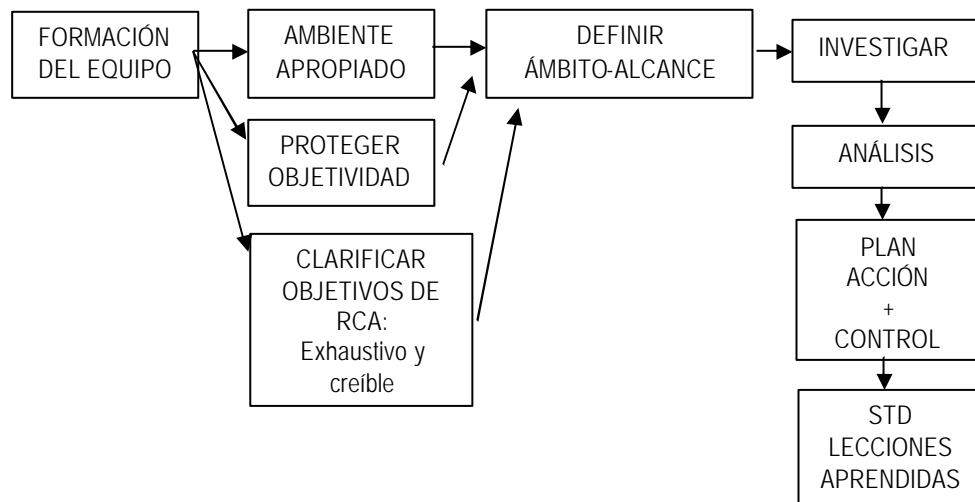 FORMACIÓN
DEL EQUIPO
AMBIENTE
APROPIADO
PROTEGER
OBJETIVIDAD
CLARIFICAR
OBJETIVOS DE
RCA:
Exhaustivo y
creíble
DEFINIR
ÁMBITO-ALCANCE
INVESTIGAR
ANÁLISIS
PLAN
ACCIÓN
+
CONTROL
STD
LECCIONES
APRENDIDAS